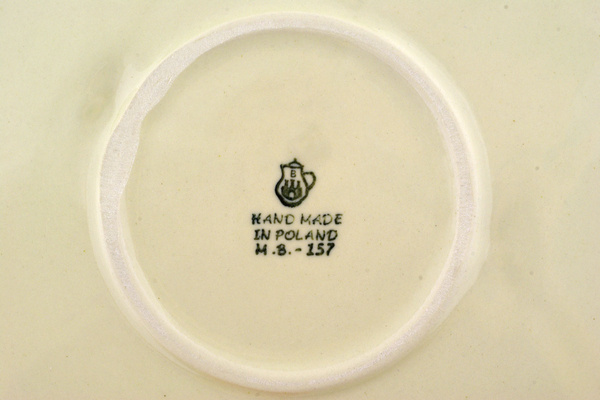 B
HAND MADE
IN POLAND
M.B.-157